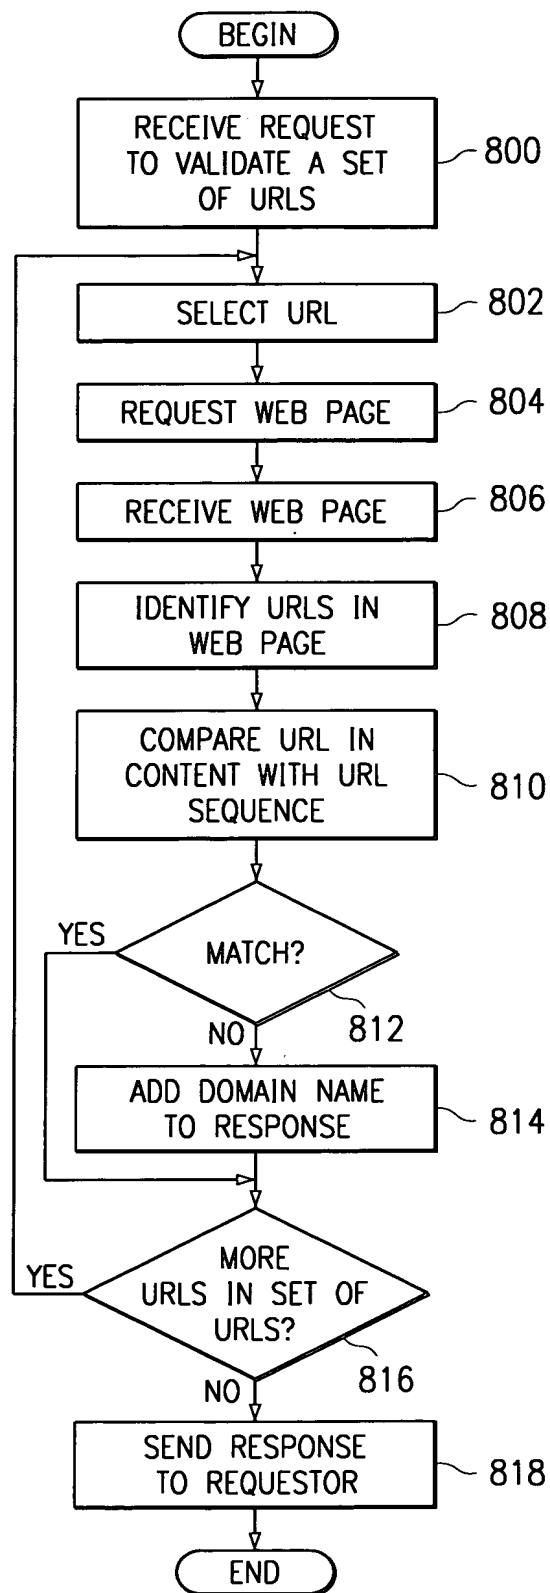 BEGIN
RECEIVE REQUEST
TO VALIDATE A SET
OF URLS
800
SELECT URL
802
REQUEST WEB PAGE
804
RECEIVE WEB PAGE
806
IDENTIFY URLS IN
WEB PAGE
808
COMPARE URL IN
CONTENT WITH URL
SEQUENCE
810
YES
MATCH?
812
NO
ADD DOMAIN NAME
TO RESPONSE
814
YES
MORE
URLS IN SET OF
URLS?
816
NO
SEND RESPONSE
TO REQUESTOR
818
END